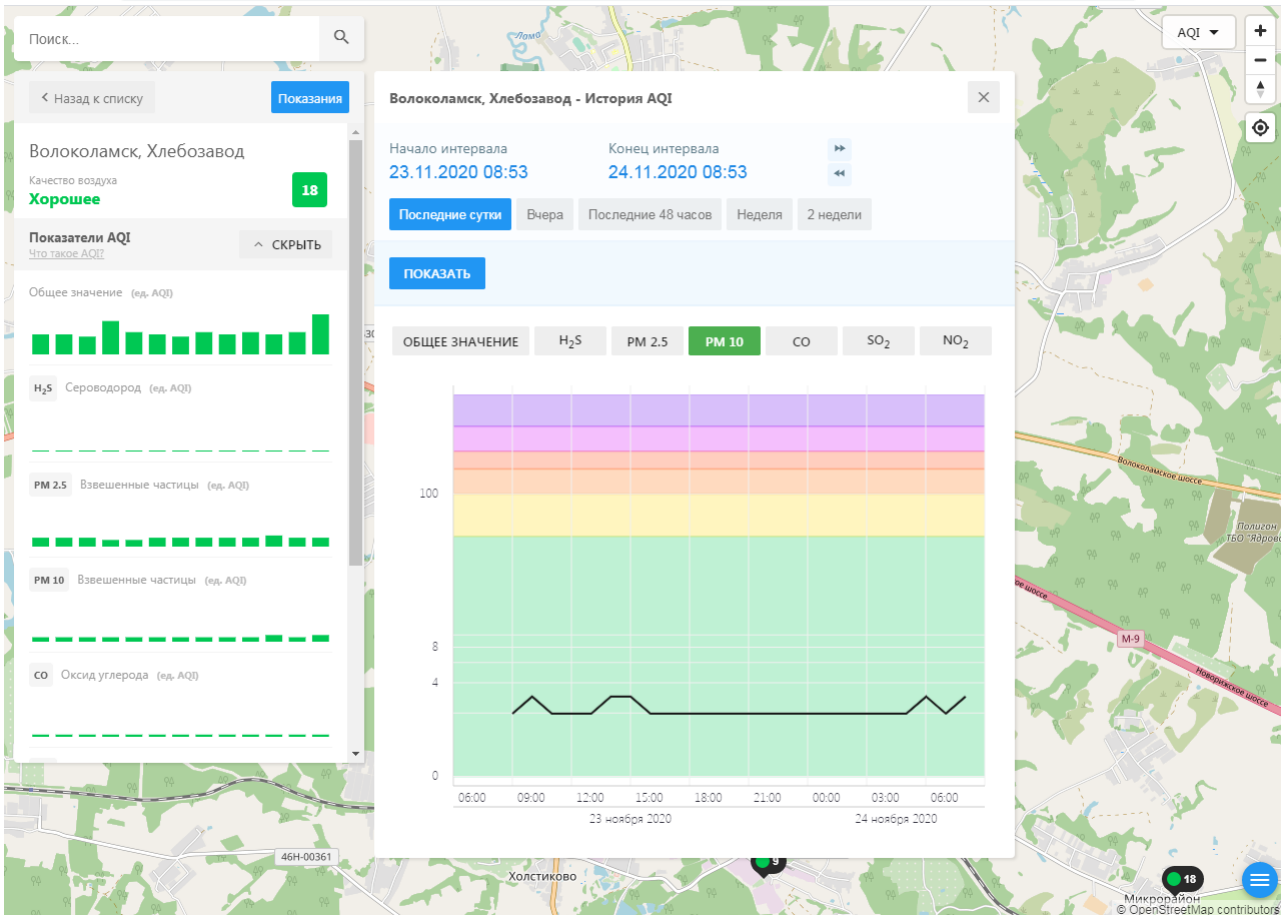 Поиск...
Назад к списку
Показания
Волоколамск, Хлебозавод
Качество воздуха
Хорошее
18
Показатели AQI
Что такое AQI?
СКРЫТЬ
Общее значение (ед. AQI)
H₂S Сероводород (ед. AQI)
PM 2.5 Взвешенные частицы (ед. AQI)
PM 10 Взвешенные частицы (ед. AQI)
CO Оксид углерода (ед. AQI)
Волоколамск, Хлебозавод - История AQI
Начало интервала
23.11.2020 08:53
Конец интервала
24.11.2020 08:53
Последние сутки
Вчера
Последние 48 часов
Неделя
2 недели
ПОКАЗАТЬ
ОБЩЕЕ ЗНАЧЕНИЕ H₂S PM 2.5 PM 10 CO SO₂ NO₂
100
8
4
0
06:00 09:00 12:00 15:00 18:00 21:00 00:00 03:00 06:00
23 ноября 2020 24 ноября 2020
AQI
Ломо
Волоколамское шоссе
Полигон
ТБО "Ядрово
М-9
Новорижское шоссе
46Н-00361
Холстиково
9
18
Микрорайон
© OpenStreetMap contributors